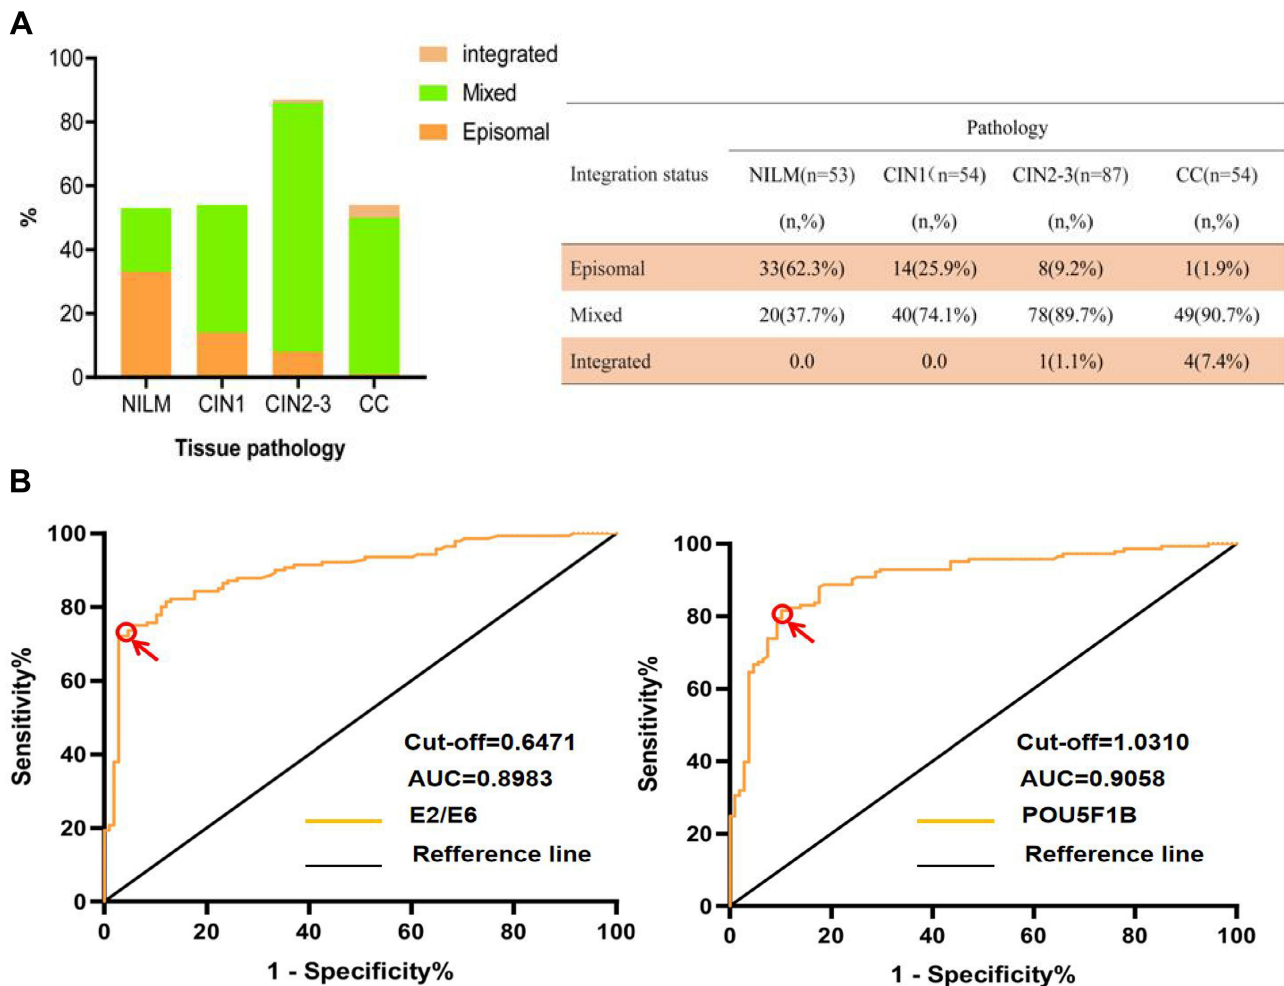 A
100
80
60
40
20
0
%
NILM CIN1 CIN2-3 CC
Tissue pathology
integrated
Mixed
Episomal
Pathology
Integration status NILM(n=53) CIN1(n=54) CIN2-3(n=87) CC(n=54)
(n,%) (n,%) (n,%) (n,%)
Episomal 33(62.3%) 14(25.9%) 8(9.2%) 1(1.9%)
Mixed 20(37.7%) 40(74.1%) 78(89.7%) 49(90.7%)
Integrated 0.0 0.0 1(1.1%) 4(7.4%)
B
100
80
60
40
20
0
Sensitivity%
0 20 40 60 80 100
1 - Specificity%
Cut-off=0.6471
AUC=0.8983
E2/E6
Refference line
100
80
60
40
20
0
Sensitivity%
0 20 40 60 80 100
1 - Specificity%
Cut-off=1.0310
AUC=0.9058
POU5F1B
Refference line